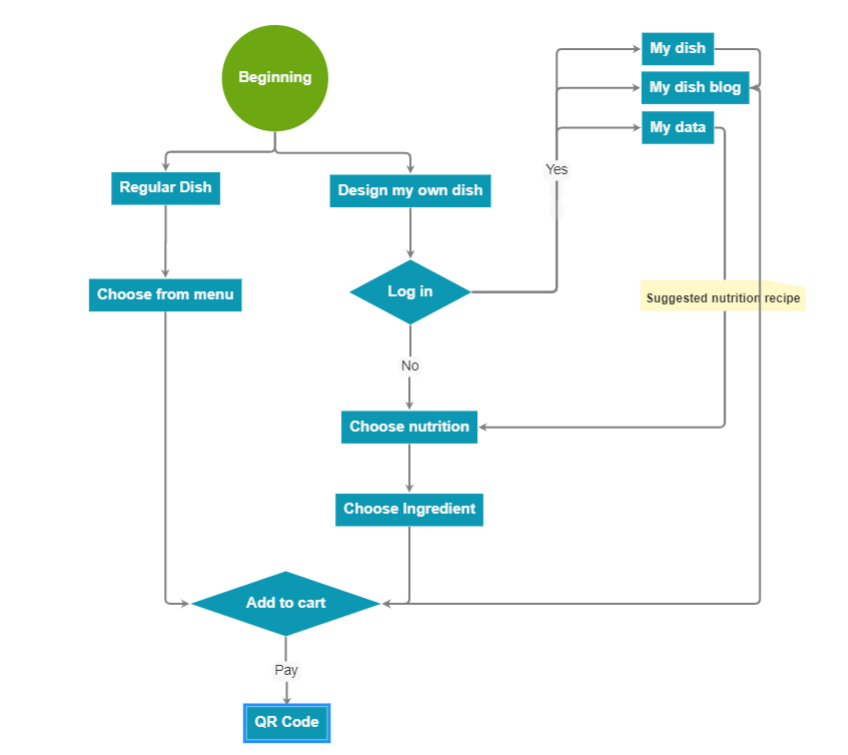 Beginning
My dish
My dish blog
My data
Yes
Regular Dish
Design my own dish
Choose from menu
Log in
Suggested nutrition recipe
No
Choose nutrition
Choose Ingredient
Add to cart
Pay
QR Code